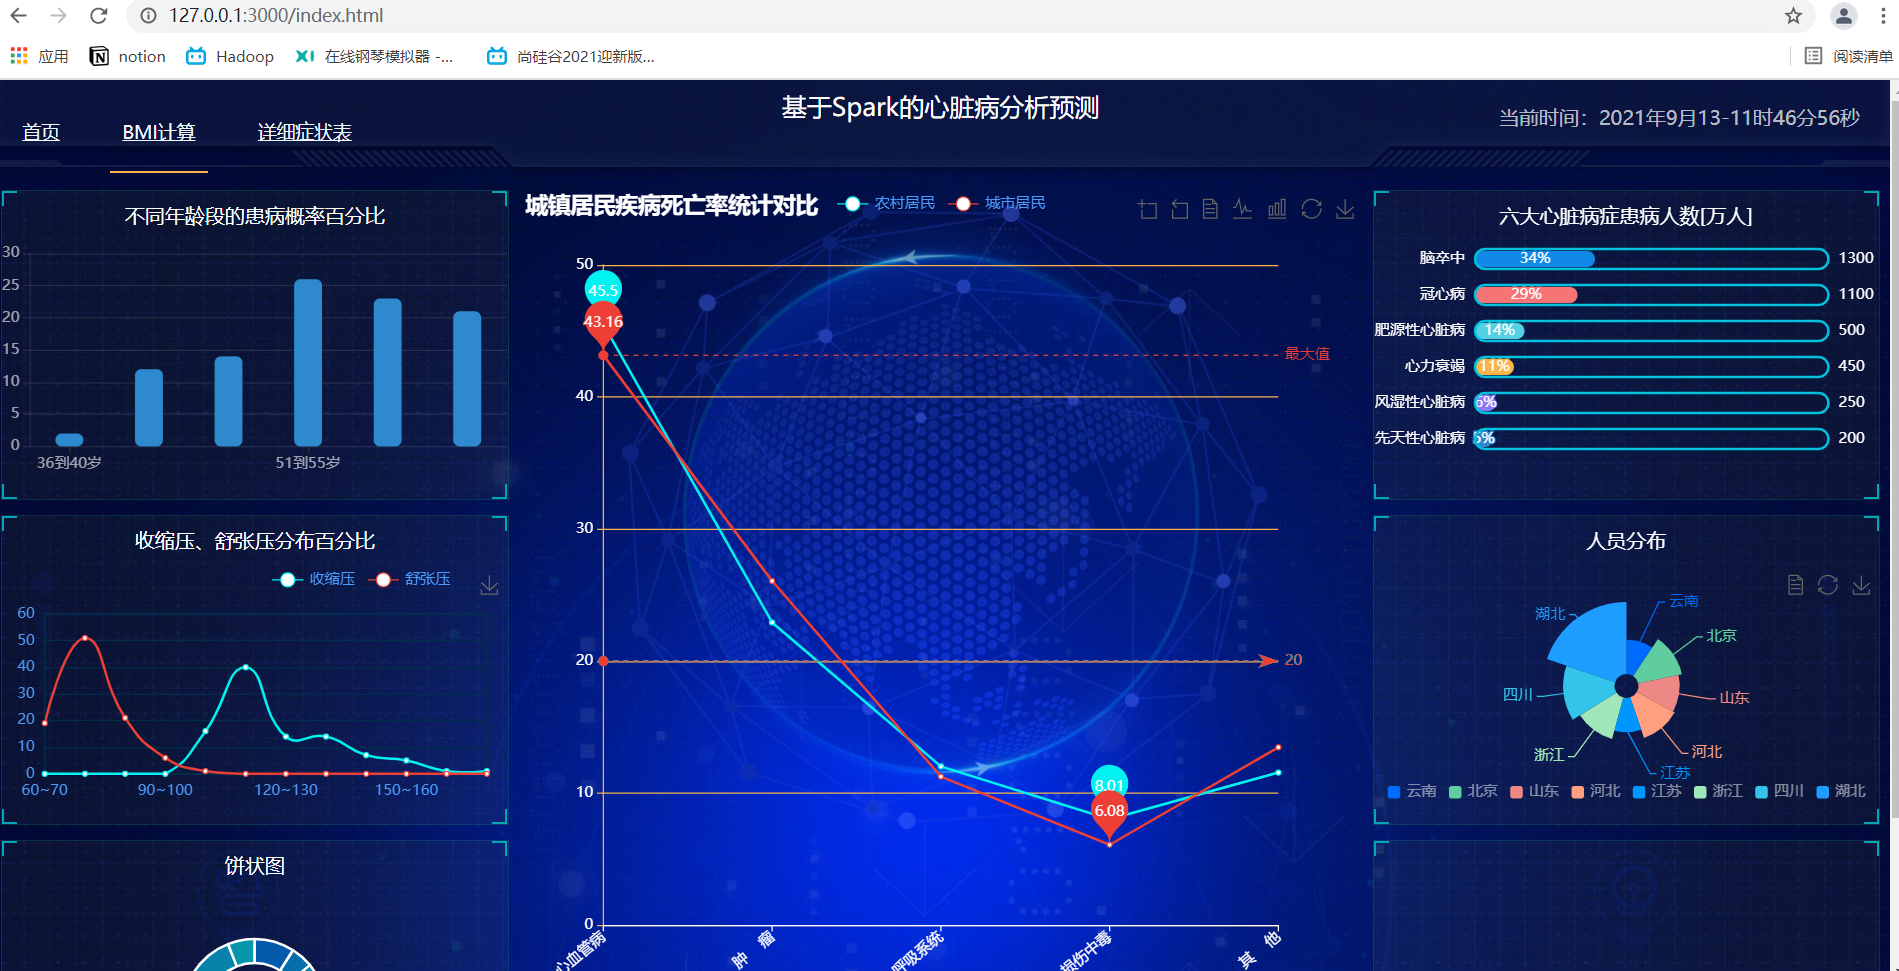 127.0.0.1:3000/index.html
应用 notion Hadoop 在线钢琴模拟器 -... 尚硅谷2021迎新版... 阅读清单
基于Spark的心脏病分析预测
首页 BMI计算 详细症状表
当前时间：2021年9月13-11时46分56秒
不同年龄段的患病概率百分比
30
25
20
15
10
5
0
36到40岁 51到55岁
收缩压、舒张压分布百分比
收缩压 舒张压
60
50
40
30
20
10
0
60~70 90~100 120~130 150~160
饼状图
城镇居民疾病死亡率统计对比
农村居民 城市居民
50
45.5
43.16
最大值
40
30
20 20
10
8.01
6.08
0
心血管病 肿 瘤 呼吸系统 损伤中毒 其 他
六大心脏病症患病人数[万人]
脑卒中 34% 1300
冠心病 29% 1100
肥源性心脏病 14% 500
心力衰竭 11% 450
风湿性心脏病 6% 250
先天性心脏病 5% 200
人员分布
湖北 云南
北京
四川 山东
浙江 河北
江苏
云南 北京 山东 河北 江苏 浙江 四川 湖北